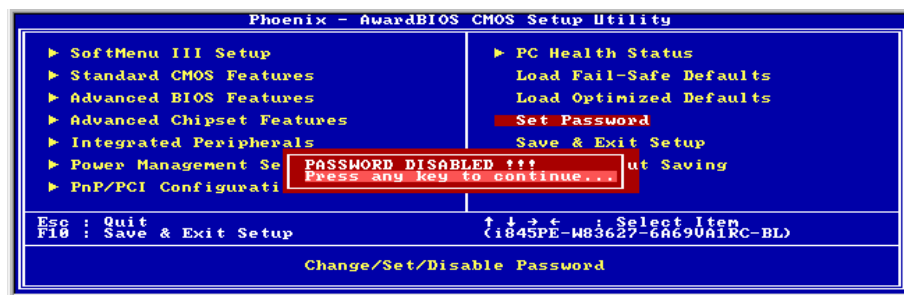 Phoenix - AwardBIOS CMOS Setup Utility
SoftMenu III Setup
Standard CMOS Features
Advanced BIOS Features
Advanced Chipset Features
Integrated Peripherals
Power Management Se
PnP/PCI Configurati
PC Health Status
Load Fail-Safe Defaults
Load Optimized Defaults
Set Password
Save & Exit Setup
ut Saving
PASSWORD DISABLED !!!
Press any key to continue...
Esc : Quit
F10 : Save & Exit Setup
↑ ↓ → ← : Select Item
(i845PE-W83627-6A69VA1RC-BL)
Change/Set/Disable Password